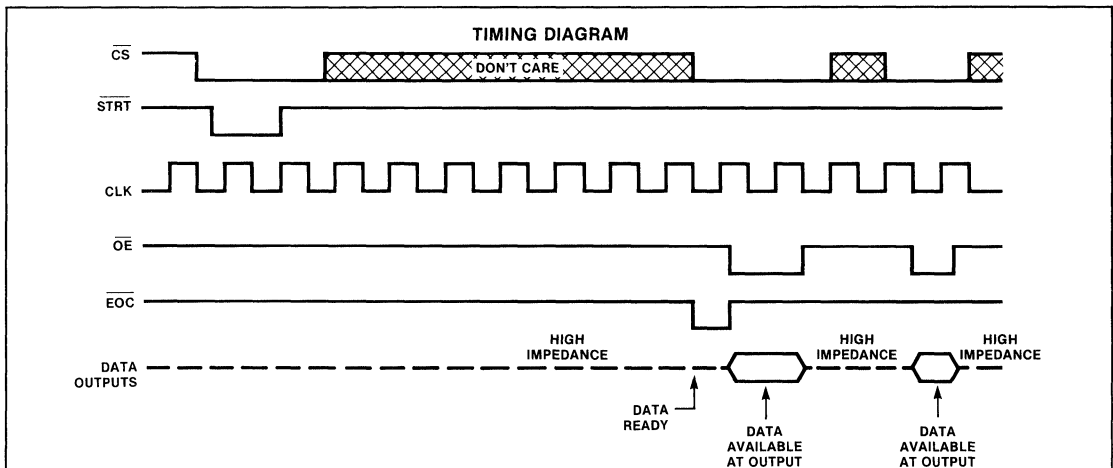 TIMING DIAGRAM
CS
DON'T CARE
STRT
CLK
OE
EOC
HIGH
IMPEDANCE
HIGH
IMPEDANCE
HIGH
IMPEDANCE
DATA
OUTPUTS
DATA
READY
DATA
AVAILABLE
AT OUTPUT
DATA
AVAILABLE
AT OUTPUT